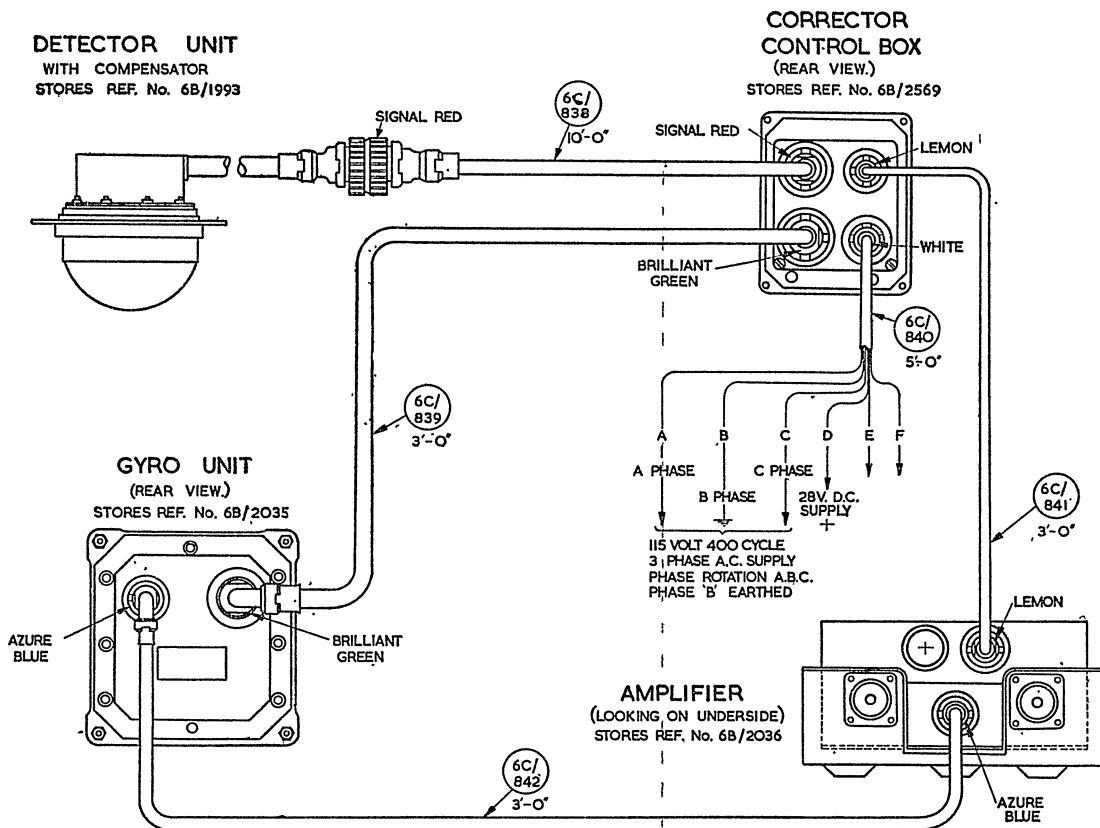 DETECTOR UNIT
WITH COMPENSATOR
STORES REF. No. 6B/1993
SIGNAL RED
6C/
838
10'-0"
CORRECTOR
CONTROL BOX
(REAR VIEW.)
STORES REF. No. 6B/2569
SIGNAL RED
LEMON
BRILLIANT
GREEN
WHITE
6C/
840
5'-0"
6C/
839
3'-0"
A B C D E F
A PHASE
C PHASE
B PHASE
28V. D.C.
SUPPLY
+
115 VOLT 400 CYCLE
3 PHASE A.C. SUPPLY
PHASE ROTATION A.B.C.
PHASE 'B' EARTHED
6C/
841
3'-0"
GYRO UNIT
(REAR VIEW.)
STORES REF. No. 6B/2035
AZURE
BLUE
BRILLIANT
GREEN
LEMON
AMPLIFIER
(LOOKING ON UNDERSIDE)
STORES REF. No. 6B/2036
6C/
842
3'-0"
AZURE
BLUE